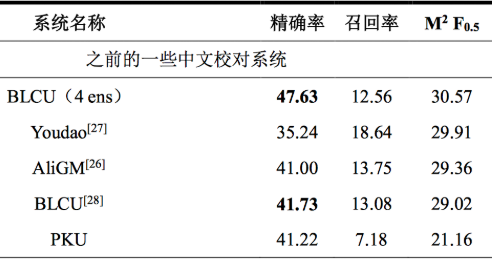 系统名称 精确率 召回率 M² F₀.₅
之前的一些中文校对系统
BLCU（4 ens） 47.63 12.56 30.57
Youdao[27] 35.24 18.64 29.91
AliGM[26] 41.00 13.75 29.36
BLCU[28] 41.73 13.08 29.02
PKU 41.22 7.18 21.16